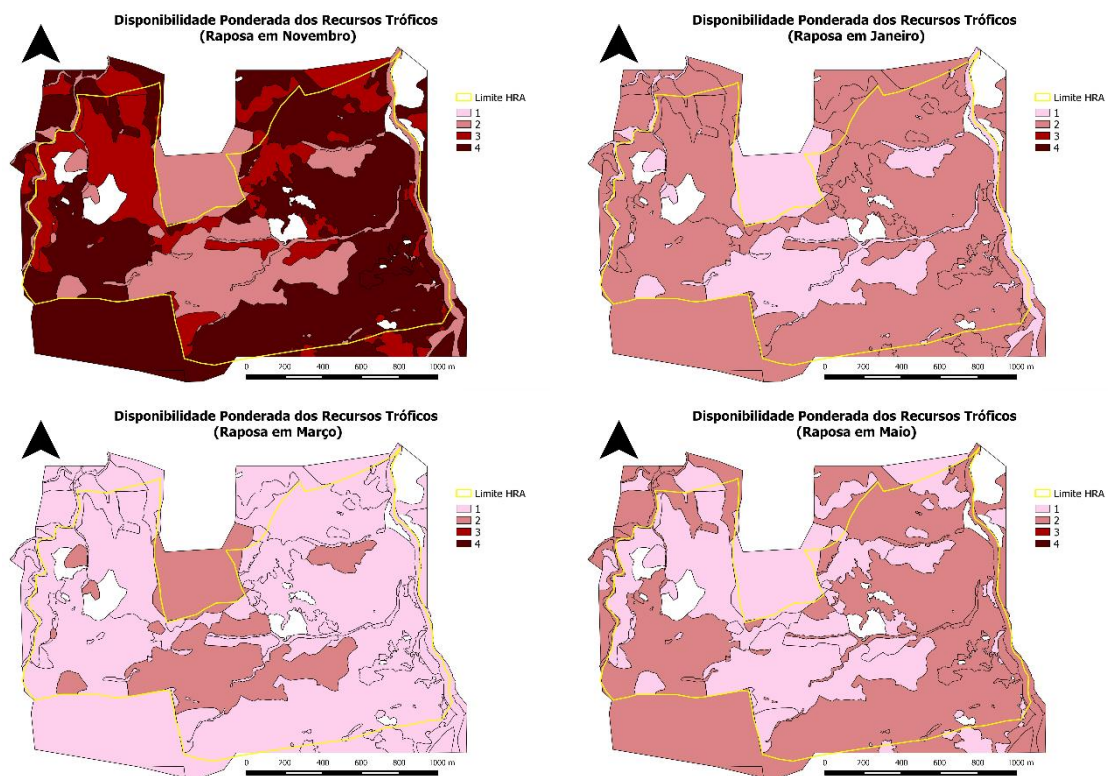 Disponibilidade Ponderada dos Recursos Tróficos
(Raposa em Novembro)
Limite HRA
1
2
3
4
0 200 400 600 800 1000 m
Disponibilidade Ponderada dos Recursos Tróficos
(Raposa em Janeiro)
Limite HRA
1
2
3
4
0 200 400 600 800 1000 m
Disponibilidade Ponderada dos Recursos Tróficos
(Raposa em Março)
Limite HRA
1
2
3
4
0 200 400 600 800 1000 m
Disponibilidade Ponderada dos Recursos Tróficos
(Raposa em Maio)
Limite HRA
1
2
3
4
0 200 400 600 800 1000 m